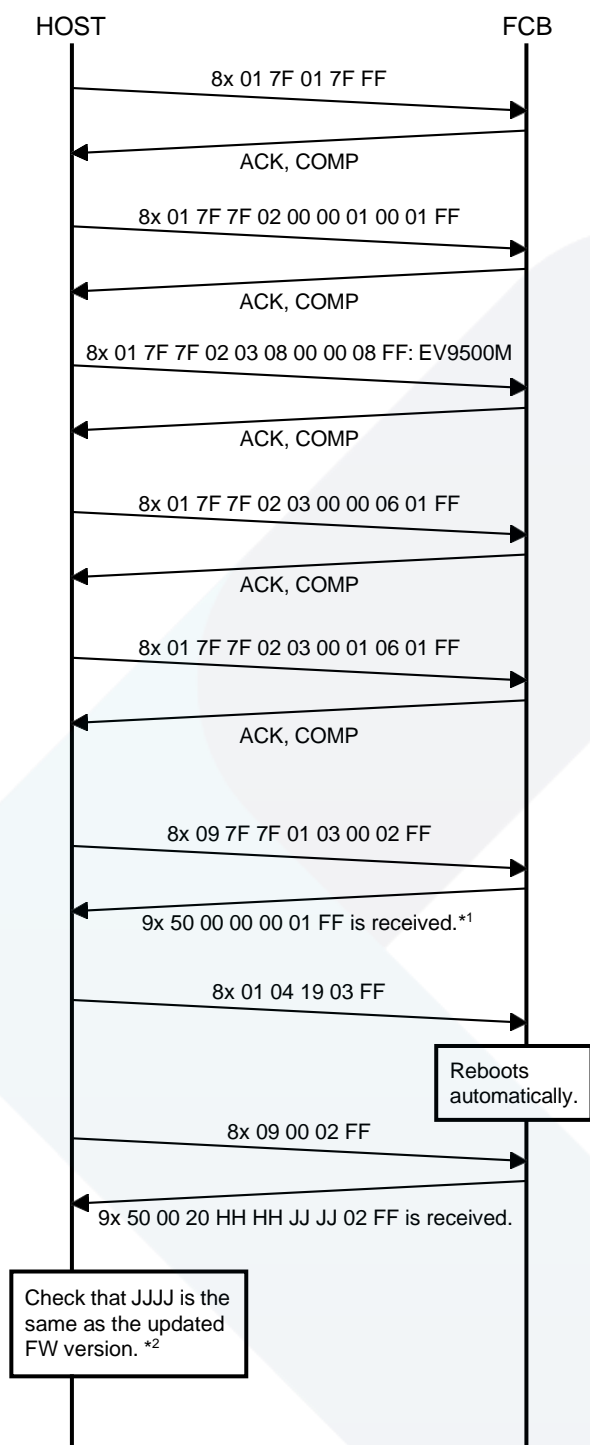 HOST FCB
8x 01 7F 01 7F FF
ACK, COMP
8x 01 7F 7F 02 00 00 01 00 01 FF
ACK, COMP
8x 01 7F 7F 02 03 08 00 00 08 FF: EV9500M
ACK, COMP
8x 01 7F 7F 02 03 00 00 06 01 FF
ACK, COMP
8x 01 7F 7F 02 03 00 01 06 01 FF
ACK, COMP
8x 09 7F 7F 01 03 00 02 FF
9x 50 00 00 00 01 FF is received.*1
8x 01 04 19 03 FF
Reboots
automatically.
8x 09 00 02 FF
9x 50 00 20 HH HH JJ JJ 02 FF is received.
Check that JJJJ is the
same as the updated
FW version. *2